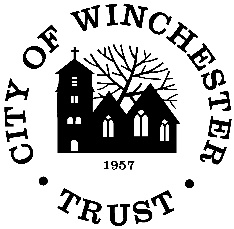 CITY OF WINCHESTER
1957
• TRUST •